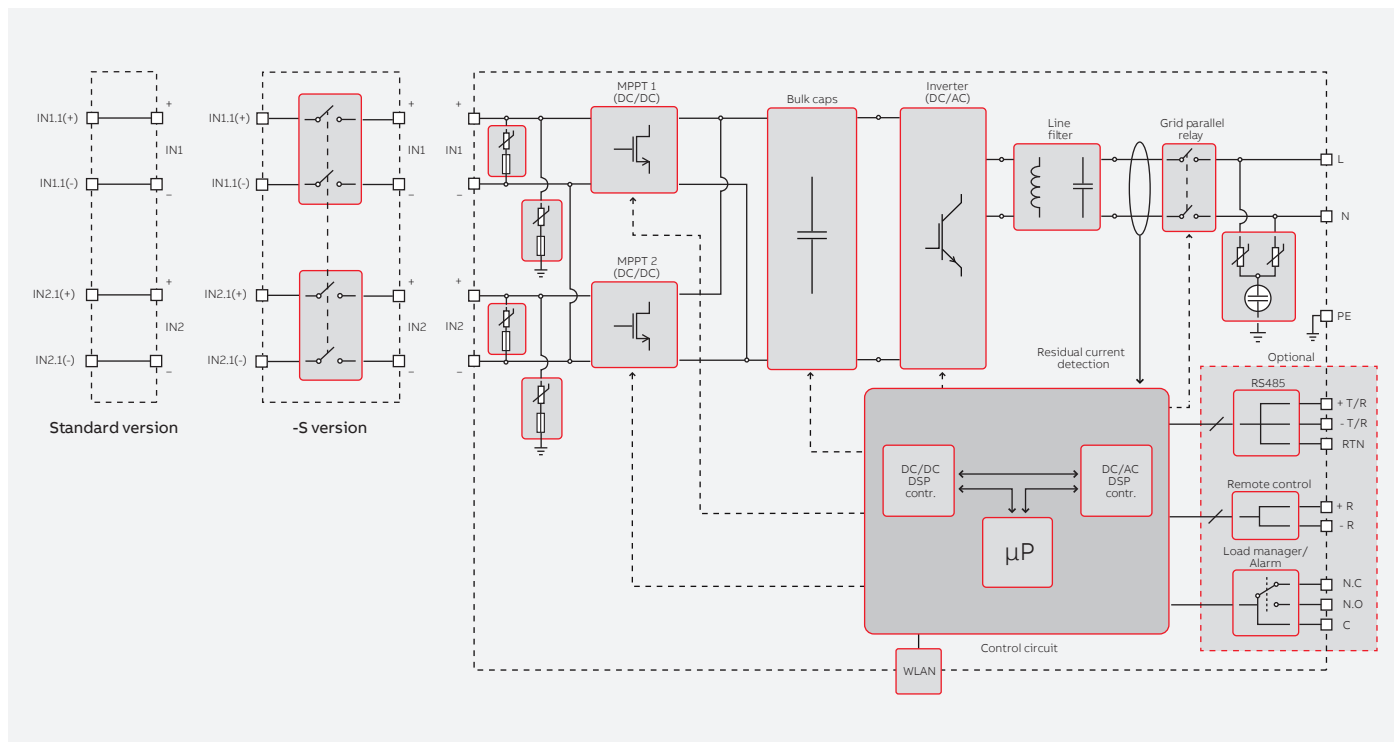 IN1.1(+)
+
IN1
IN1.1(-)
–
IN2.1(+)
+
IN2
IN2.1(-)
–
Standard version
IN1.1(+)
+
IN1
IN1.1(-)
–
IN2.1(+)
+
IN2
IN2.1(-)
–
-S version
+
IN1
–
+
IN2
–
MPPT 1
(DC/DC)
MPPT 2
(DC/DC)
Bulk caps
Inverter
(DC/AC)
Line
filter
Grid parallel
relay
L
N
PE
Residual current
detection
Optional
RS485
+ T/R
- T/R
RTN
Remote control
+ R
- R
Load manager/
Alarm
N.C
N.O
C
DC/DC
DSP
contr.
DC/AC
DSP
contr.
µP
Control circuit
WLAN